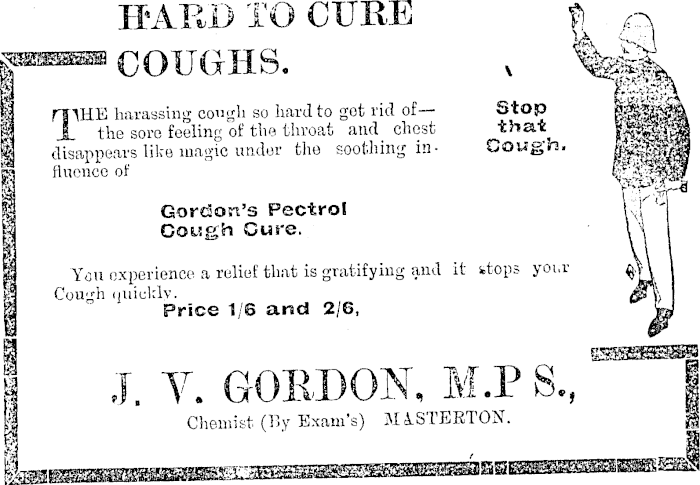 HARD TO CURE
COUGHS.
THE harassing cough so hard to get rid of—
the sore feeling of the throat and chest
disappears like magic under the soothing in-
fluence of
Stop
that
Cough.
Gordon's Pectrol
Cough Cure.
You experience a relief that is gratifying and it stops your
Cough quickly.
Price 1/6 and 2/6,
J. V. GORDON, M.P S.,
Chemist (By Exam's) MASTERTON.